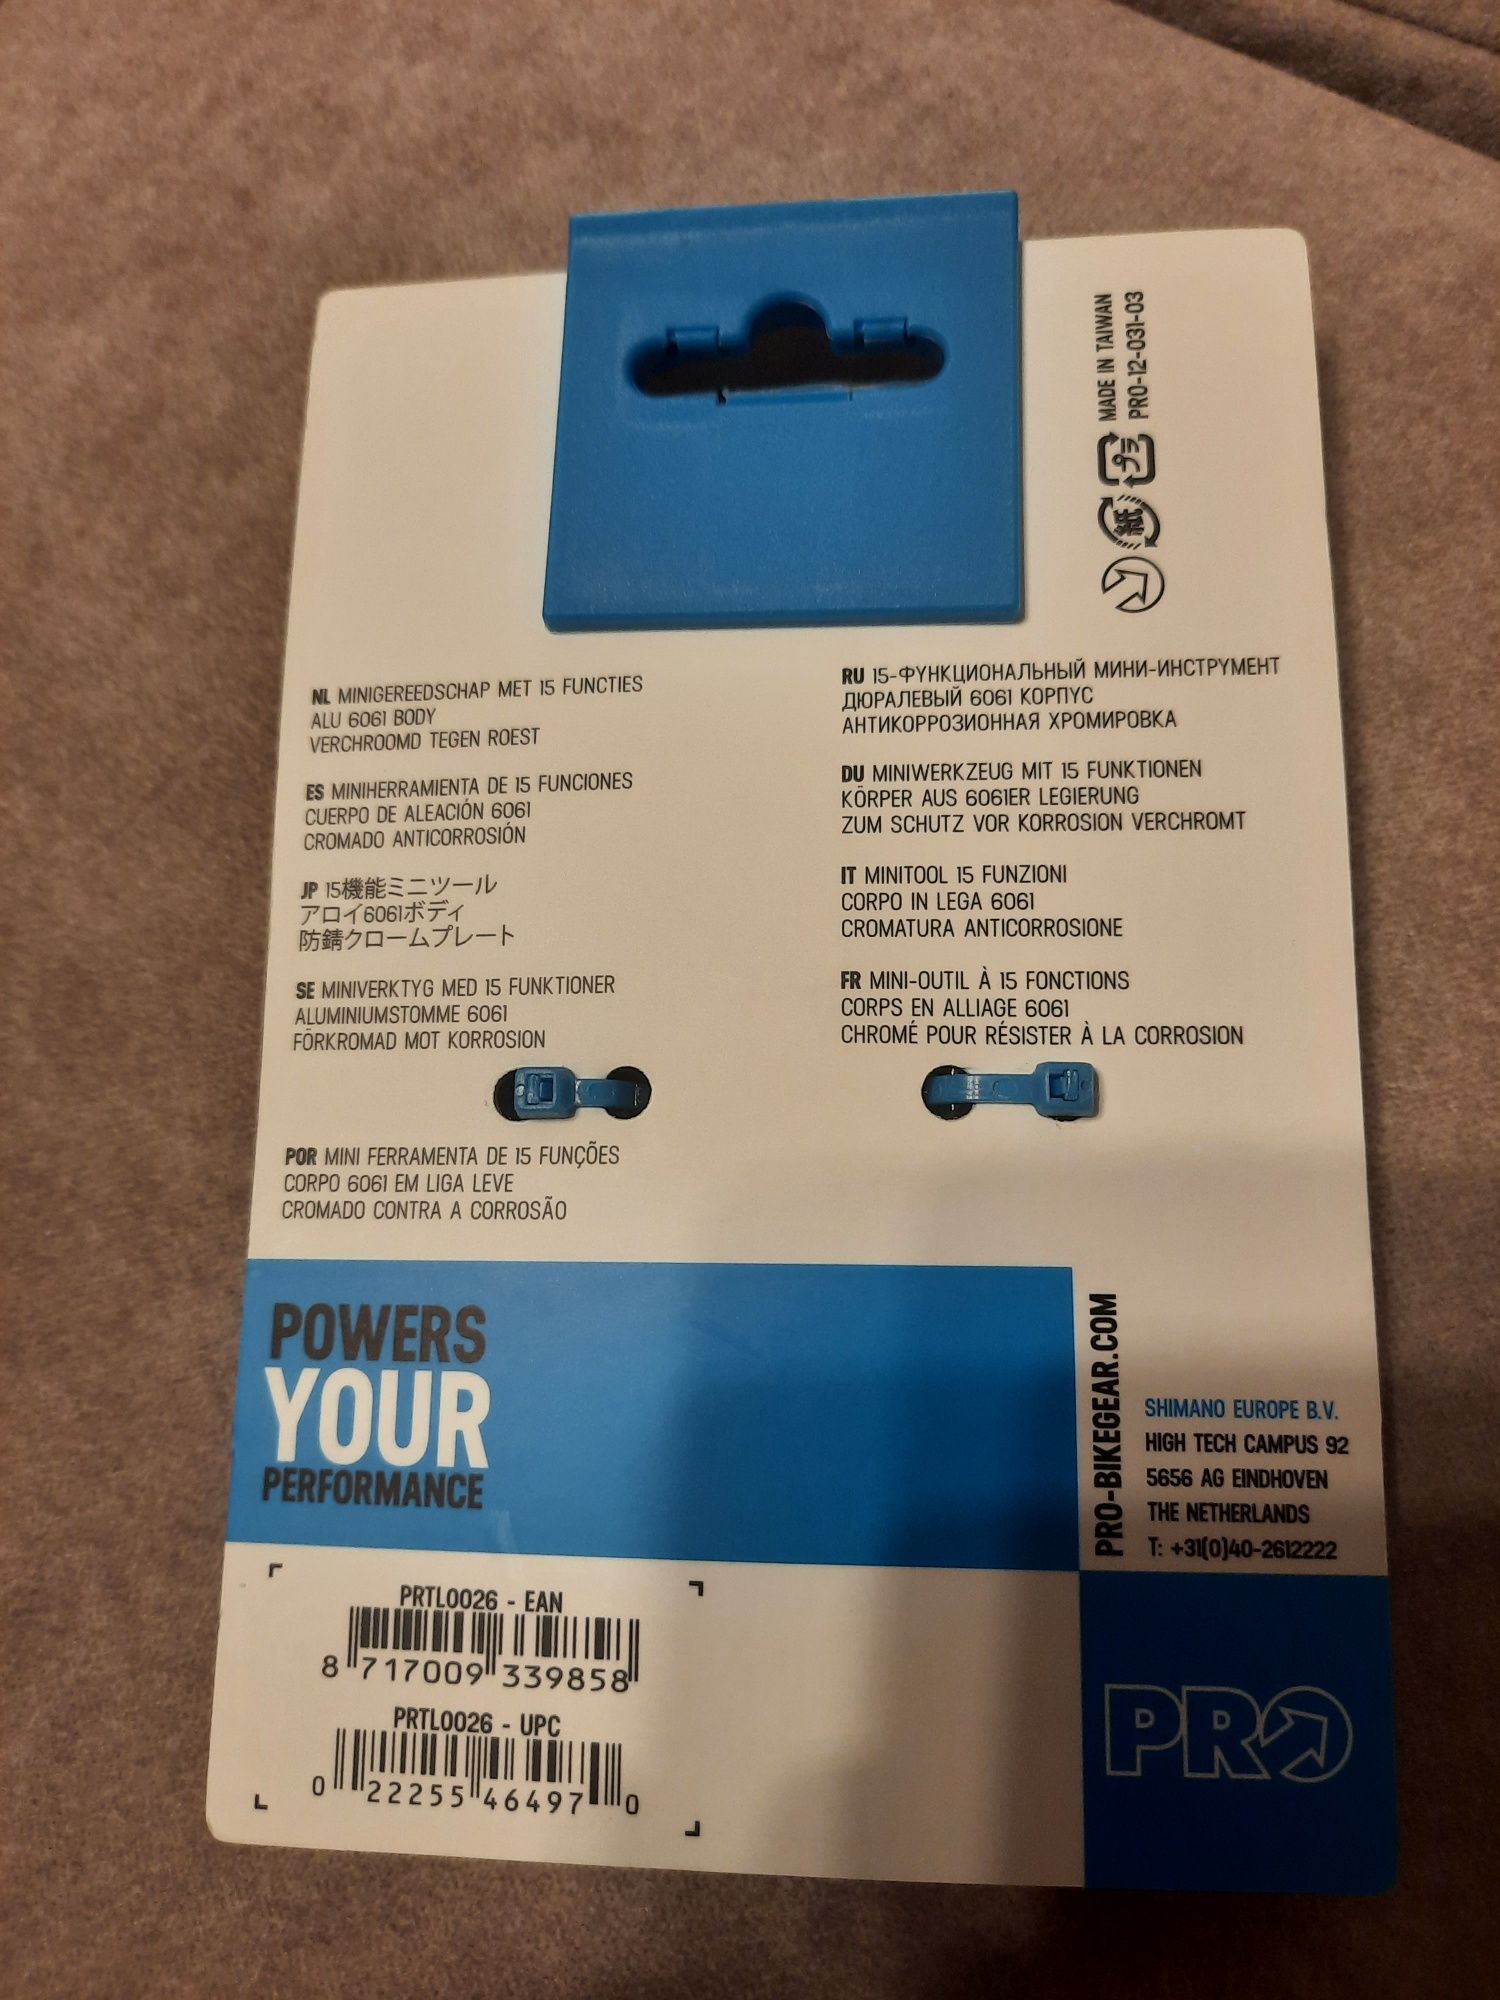 MADE IN TAIWAN
PRO-12-031-03
プラ
紙
NL MINIGEREEDSCHAP MET 15 FUNCTIES
ALU 6061 BODY
VERCHROOMD TEGEN ROEST
ES MINIHERRAMIENTA DE 15 FUNCIONES
CUERPO DE ALEACIÓN 6061
CROMADO ANTICORROSIÓN
JP 15機能ミニツール
アロイ6061ボディ
防錆クロームプレート
SE MINIVERKTYG MED 15 FUNKTIONER
ALUMINIUMSTOMME 6061
FÖRKROMAD MOT KORROSION
POR MINI FERRAMENTA DE 15 FUNÇÕES
CORPO 6061 EM LIGA LEVE
CROMADO CONTRA A CORROSÃO
RU 15-ФУНКЦИОНАЛЬНЫЙ МИНИ-ИНСТРУМЕНТ
ДЮРАЛЕВЫЙ 6061 КОРПУС
АНТИКОРРОЗИОННАЯ ХРОМИРОВКА
DU MINIWERKZEUG MIT 15 FUNKTIONEN
KÖRPER AUS 6061ER LEGIERUNG
ZUM SCHUTZ VOR KORROSION VERCHROMT
IT MINITOOL 15 FUNZIONI
CORPO IN LEGA 6061
CROMATURA ANTICORROSIONE
FR MINI-OUTIL À 15 FONCTIONS
CORPS EN ALLIAGE 6061
CHROMÉ POUR RÉSISTER À LA CORROSION
POWERS
YOUR
PERFORMANCE
PRO-BIKEGEAR.COM
SHIMANO EUROPE B.V.
HIGH TECH CAMPUS 92
5656 AG EINDHOVEN
THE NETHERLANDS
T: +31(0)40-2612222
PRTL0026 - EAN
8 717009 339858
PRTL0026 - UPC
0 22255 46497 0
PRO